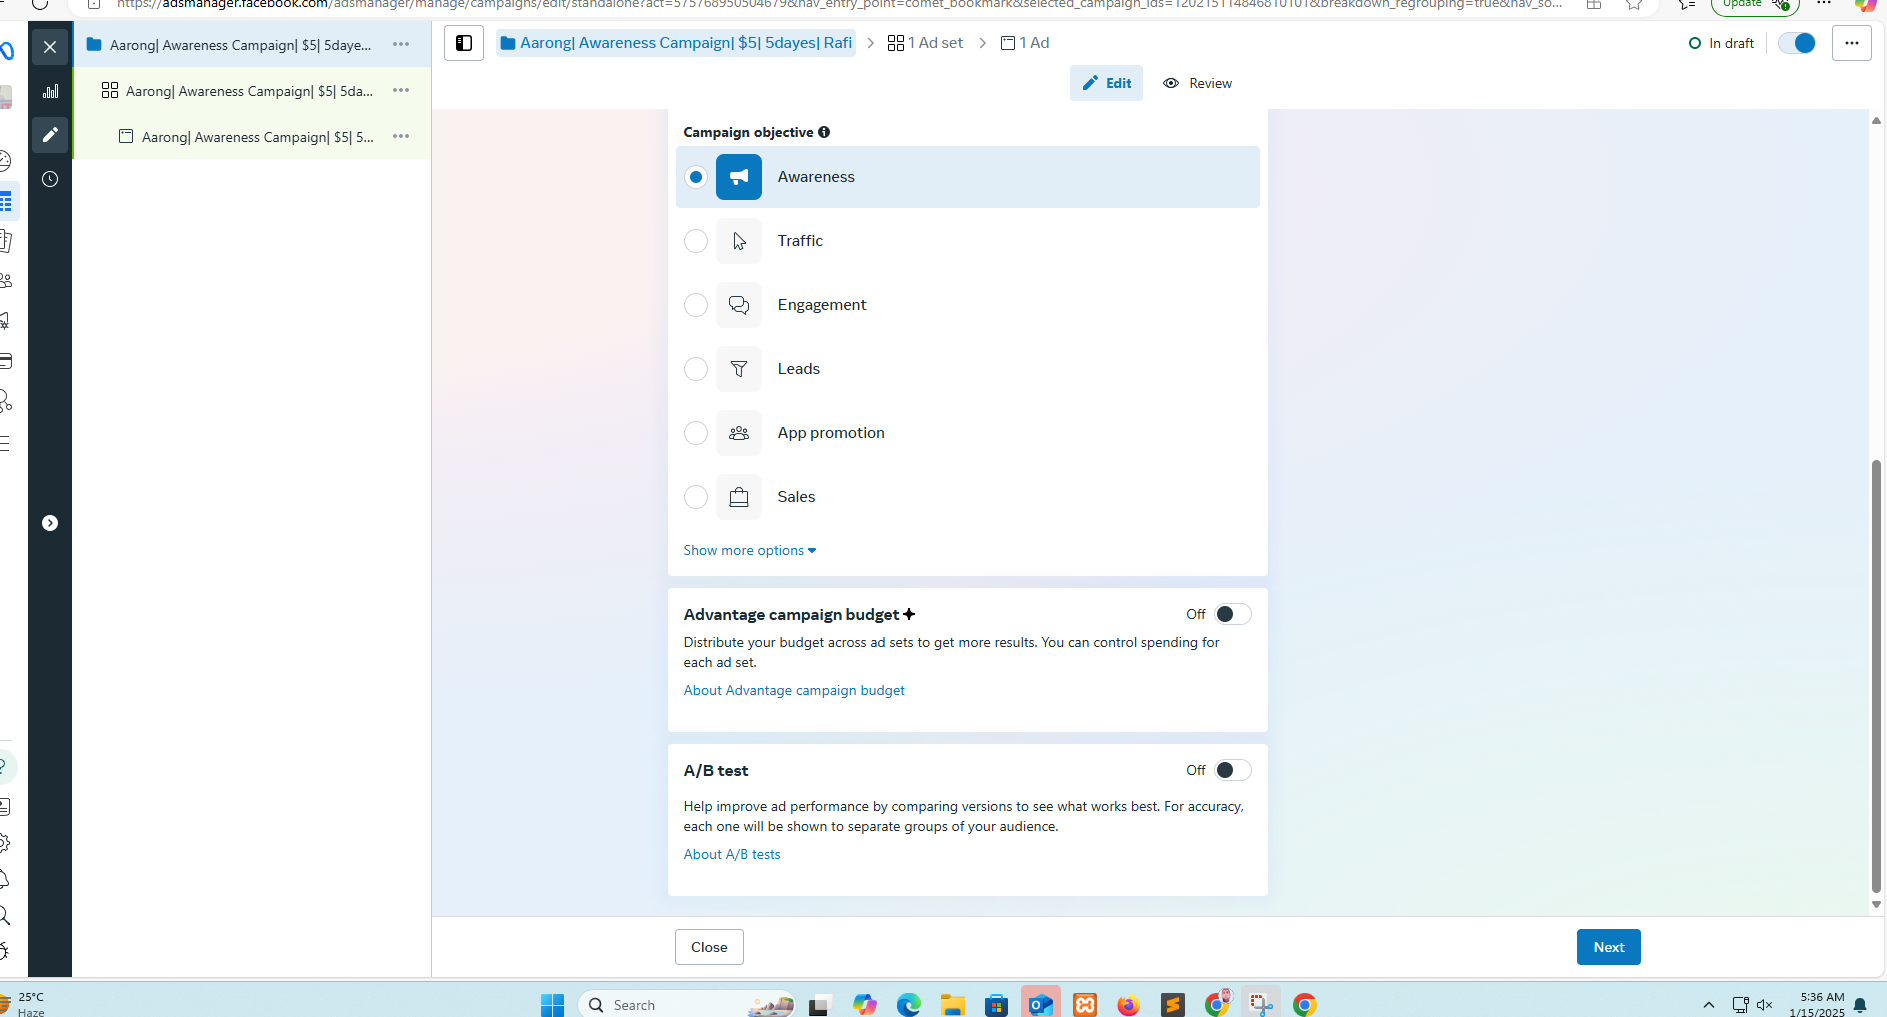 https://adsmanager.facebook.com/adsmanager/manage/campaigns/edit/standalone?act=575768950504679&nav_entry_point=comet_bookmark&selected_campaign_ids=120215114846810101&breakdown_regrouping=true&nav_so...
Update
Aarong| Awareness Campaign| $5| 5daye...
Aarong| Awareness Campaign| $5| 5da...
Aarong| Awareness Campaign| $5| 5...
Aarong| Awareness Campaign| $5| 5dayes| Rafi
1 Ad set
1 Ad
In draft
Edit
Review
Campaign objective
Awareness
Traffic
Engagement
Leads
App promotion
Sales
Show more options
Advantage campaign budget
Off
Distribute your budget across ad sets to get more results. You can control spending for
each ad set.
About Advantage campaign budget
A/B test
Off
Help improve ad performance by comparing versions to see what works best. For accuracy,
each one will be shown to separate groups of your audience.
About A/B tests
Close
Next
25°C
Haze
Search
5:36 AM
1/15/2025